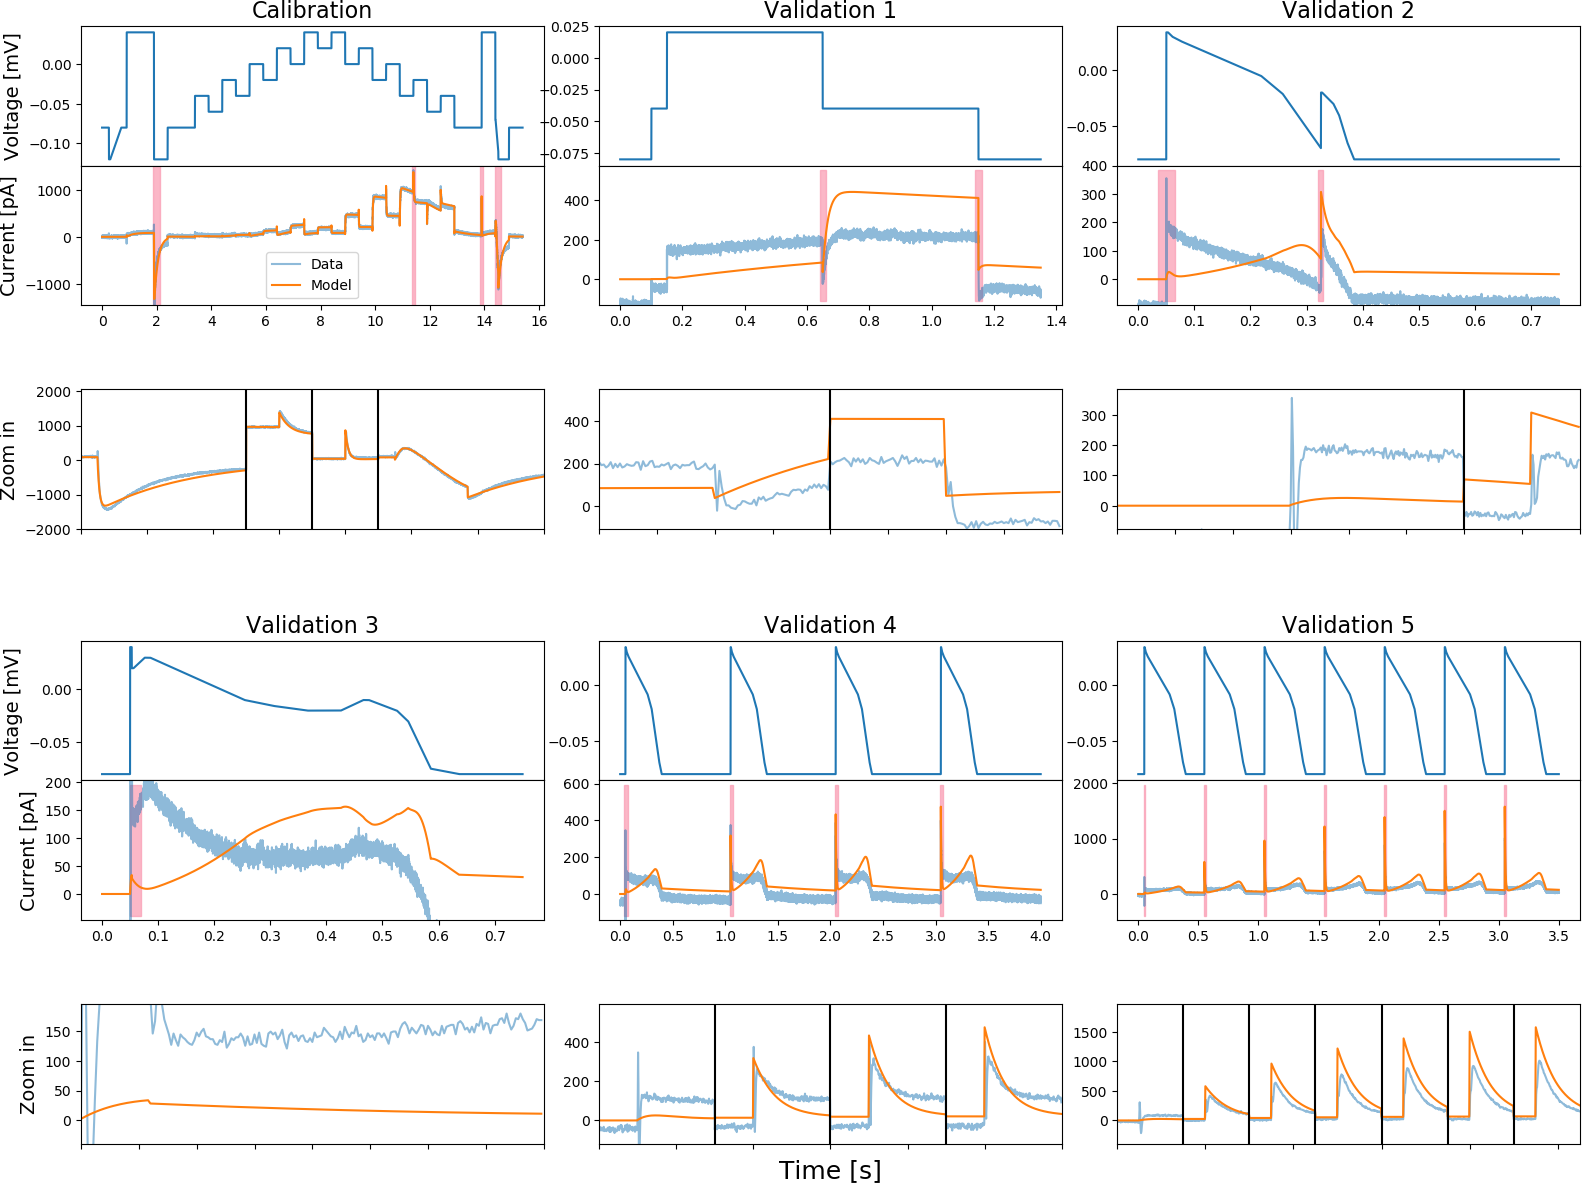 Calibration
Validation 1
Validation 2
Voltage [mV]
0.00
−0.05
−0.10
0.025
0.000
−0.025
−0.050
−0.075
0.00
−0.05
Current [pA]
1000
0
−1000
Data
Model
0 2 4 6 8 10 12 14 16
400
200
0
0.0 0.2 0.4 0.6 0.8 1.0 1.2 1.4
400
300
200
100
0
0.0 0.1 0.2 0.3 0.4 0.5 0.6 0.7
Zoom in
2000
1000
0
−1000
−2000
400
200
0
300
200
100
0
Validation 3
Validation 4
Validation 5
Voltage [mV]
0.00
−0.05
0.00
−0.05
0.00
−0.05
Current [pA]
200
150
100
50
0
0.0 0.1 0.2 0.3 0.4 0.5 0.6 0.7
600
400
200
0
0.0 0.5 1.0 1.5 2.0 2.5 3.0 3.5 4.0
2000
1000
0
0.0 0.5 1.0 1.5 2.0 2.5 3.0 3.5
Zoom in
150
100
50
0
400
200
0
1500
1000
500
0
Time [s]